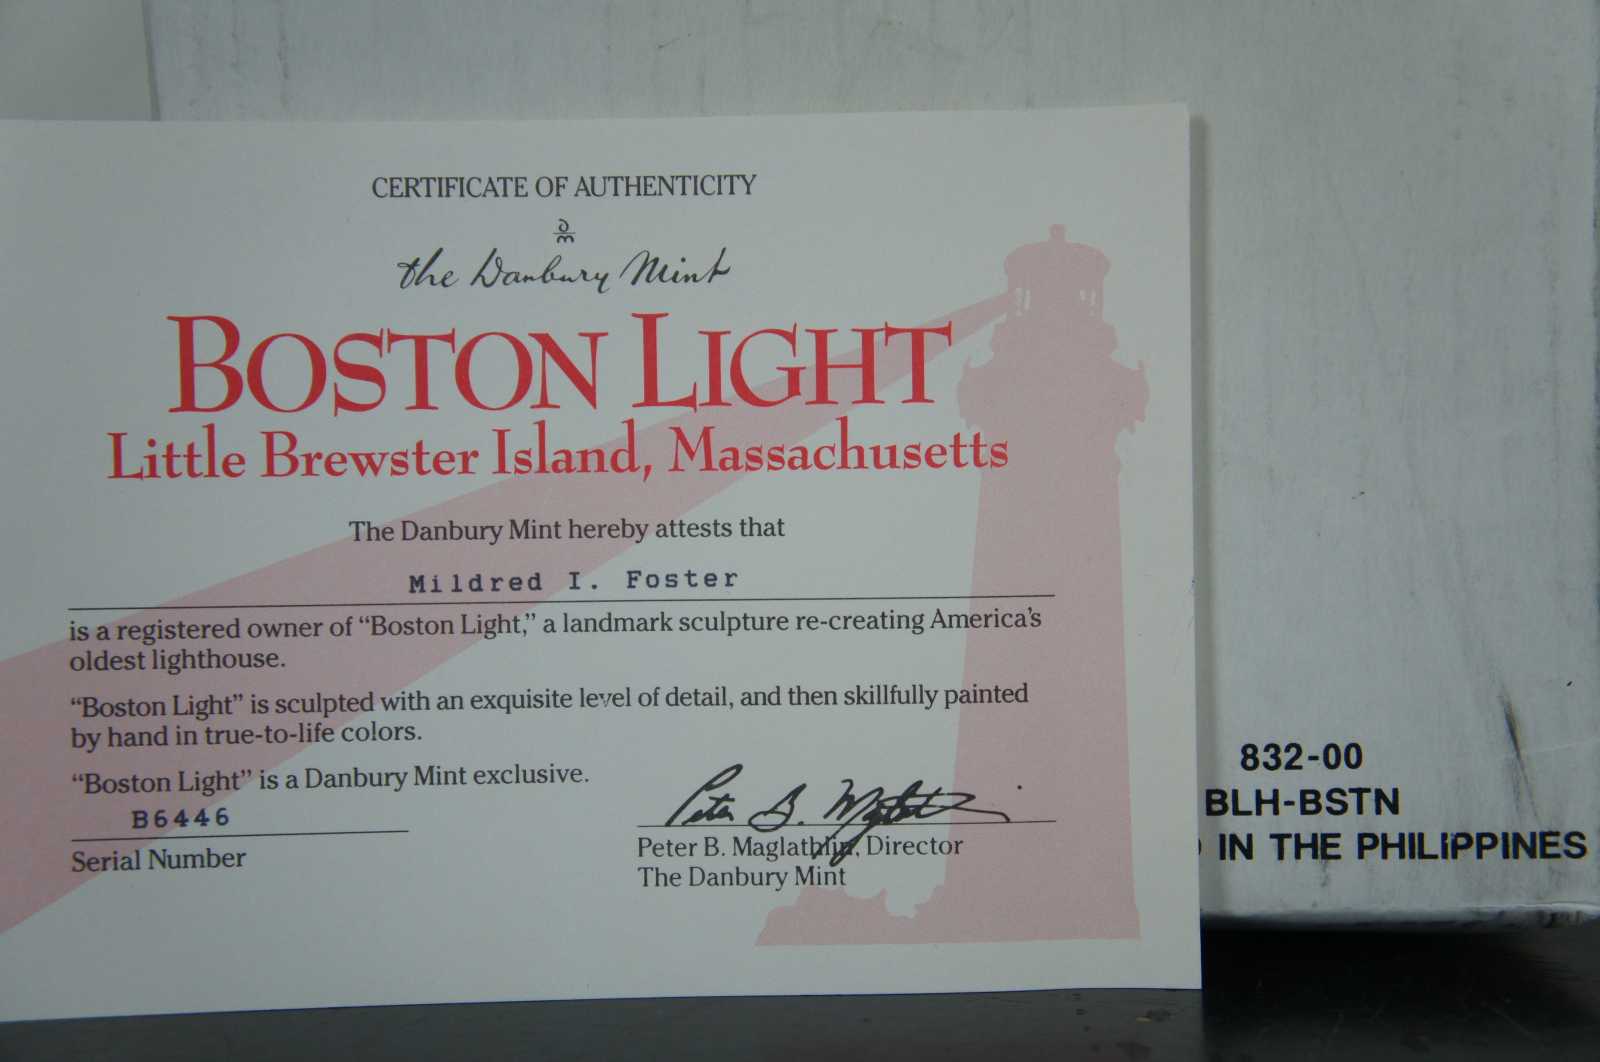 CERTIFICATE OF AUTHENTICITY
the Danbury Mint
BOSTON LIGHT
Little Brewster Island, Massachusetts
The Danbury Mint hereby attests that
Mildred I. Foster
is a registered owner of “Boston Light,” a landmark sculpture re-creating America's
oldest lighthouse.
“Boston Light” is sculpted with an exquisite level of detail, and then skillfully painted
by hand in true-to-life colors.
“Boston Light” is a Danbury Mint exclusive.
B6446
Serial Number
Peter B. Maglathlin
Peter B. Maglathlin, Director
The Danbury Mint
832-00
BLH-BSTN
IN THE PHILIPPINES